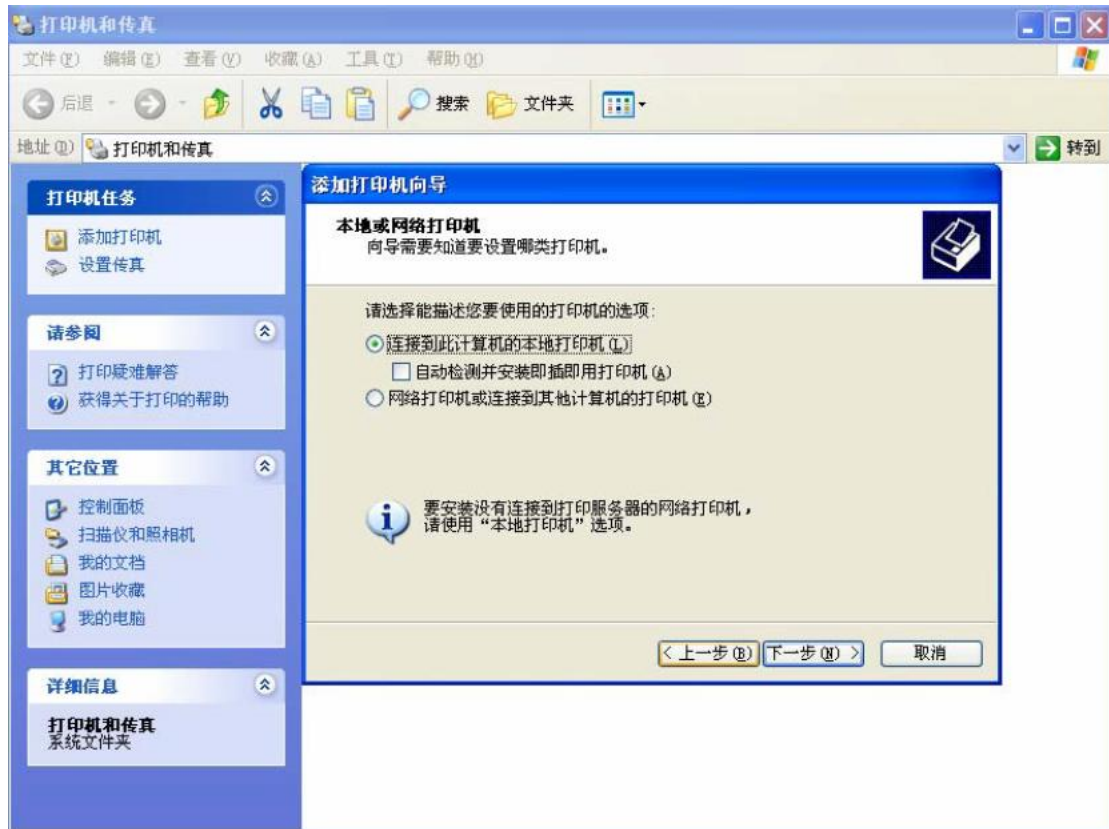 打印机和传真
文件(F) 编辑(E) 查看(V) 收藏(A) 工具(T) 帮助(H)
后退 搜索 文件夹
地址(D) 打印机和传真 转到
打印机任务
添加打印机
设置传真
请参阅
打印疑难解答
获得关于打印的帮助
其它位置
控制面板
扫描仪和照相机
我的文档
图片收藏
我的电脑
详细信息
打印机和传真
系统文件夹
添加打印机向导
本地或网络打印机
向导需要知道要设置哪类打印机。
请选择能描述您要使用的打印机的选项:
连接到此计算机的本地打印机(L)
自动检测并安装即插即用打印机(A)
网络打印机或连接到其他计算机的打印机(E)
要安装没有连接到打印服务器的网络打印机，
请使用“本地打印机”选项。
< 上一步(B) 下一步(N) > 取消